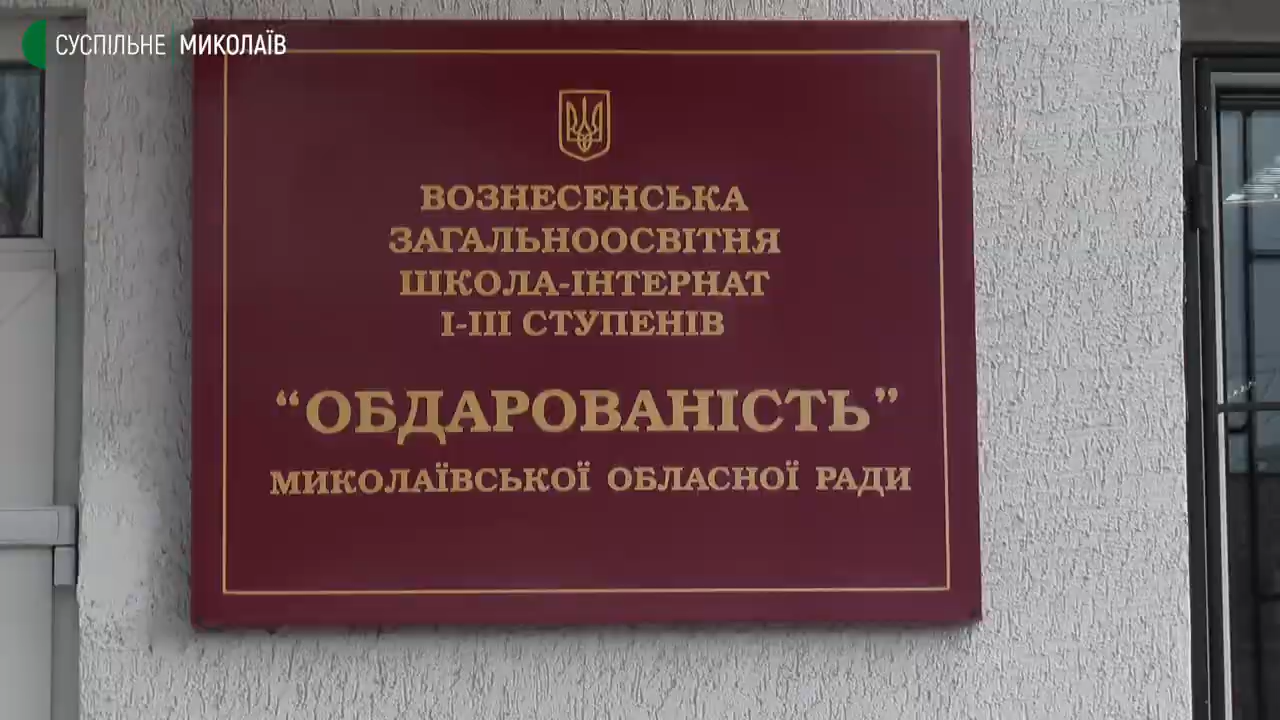 СУСПІЛЬНЕ МИКОЛАЇВ
ВОЗНЕСЕНСЬКА
ЗАГАЛЬНООСВІТНЯ
ШКОЛА-ІНТЕРНАТ
І-ІІІ СТУПЕНІВ
“ОБДАРОВАНІСТЬ”
МИКОЛАЇВСЬКОЇ ОБЛАСНОЇ РАДИ